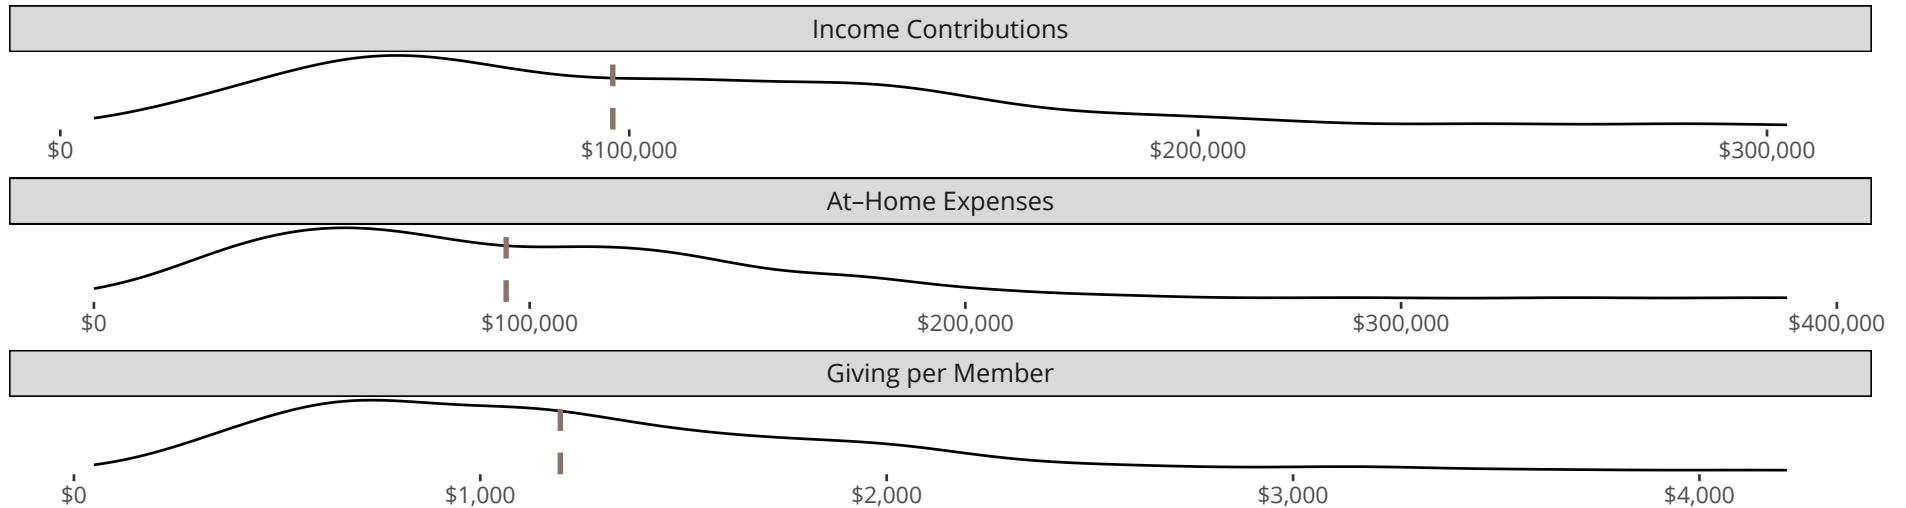 Income Contributions
$0 $100,000 $200,000 $300,000
At–Home Expenses
$0 $100,000 $200,000 $300,000 $400,000
Giving per Member
$0 $1,000 $2,000 $3,000 $4,000